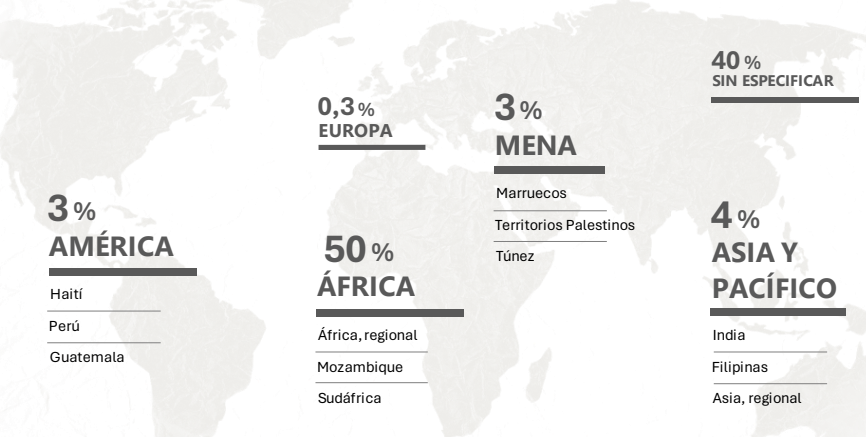 40 %
SIN ESPECIFICAR
0,3 %
EUROPA
3 %
MENA
Marruecos
Territorios Palestinos
Túnez
3 %
AMÉRICA
Haití
Perú
Guatemala
50 %
ÁFRICA
África, regional
Mozambique
Sudáfrica
4 %
ASIA Y
PACÍFICO
India
Filipinas
Asia, regional